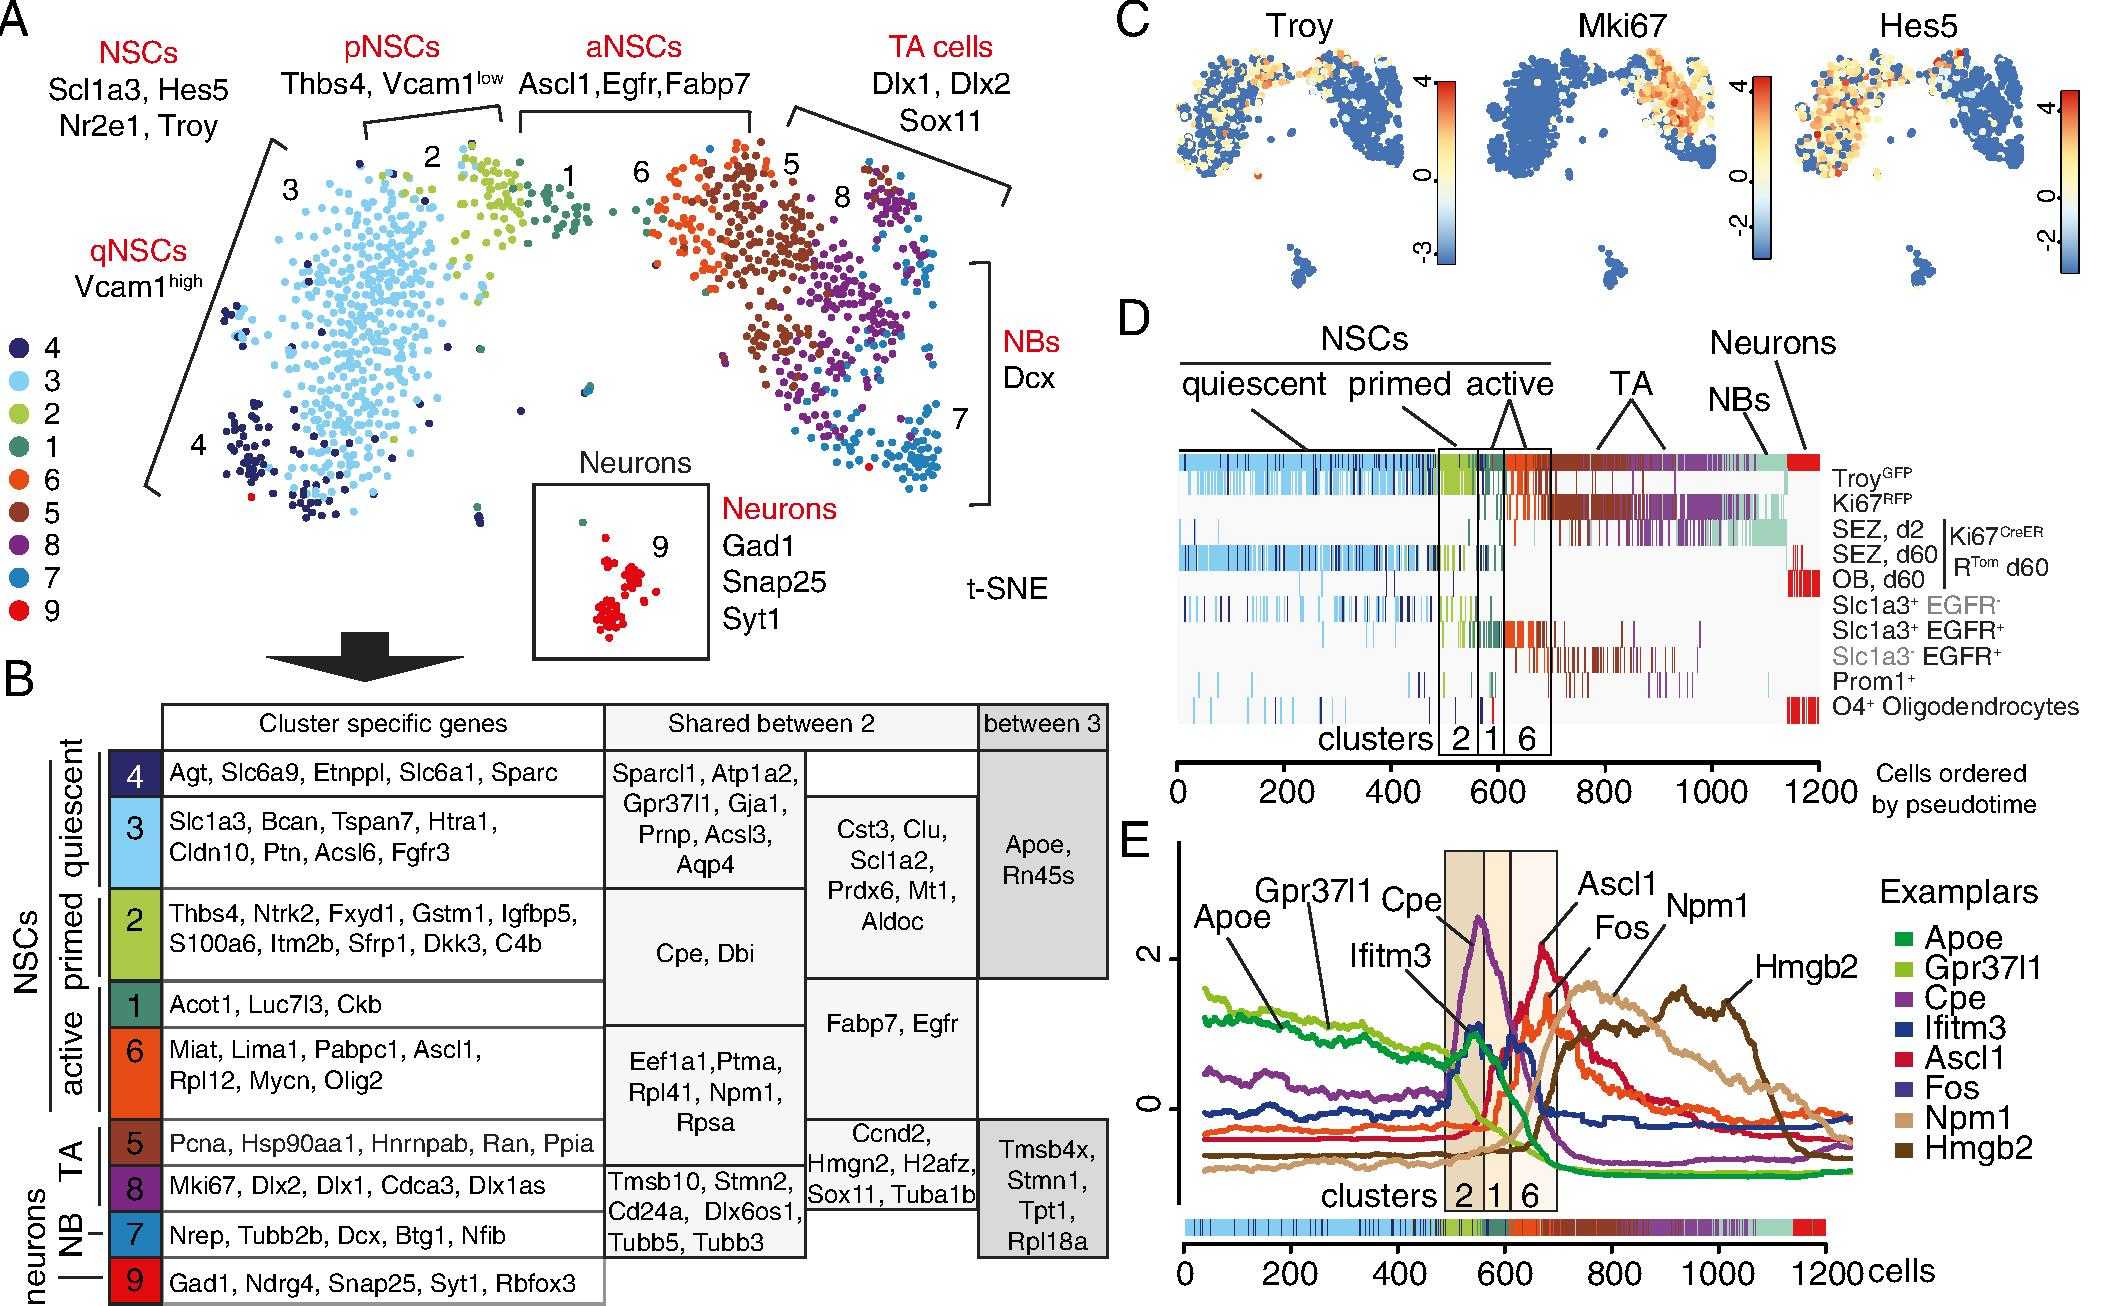 A
NSCs
Scl1a3, Hes5
Nr2e1, Troy
pNSCs
Thbs4, Vcam1low
aNSCs
Ascl1,Egfr,Fabp7
TA cells
Dlx1, Dlx2
Sox11
qNSCs
Vcam1high
3
2
1
6
5
8
4
7
NBs
Dcx
4
3
2
1
6
5
8
7
9
Neurons
9
Neurons
Gad1
Snap25
Syt1
t-SNE
B
Cluster specific genes
Shared between 2
between 3
NSCs
quiescent
primed
active
TA
NB
neurons
4
Agt, Slc6a9, Etnppl, Slc6a1, Sparc
3
Slc1a3, Bcan, Tspan7, Htra1,
Cldn10, Ptn, Acsl6, Fgfr3
2
Thbs4, Ntrk2, Fxyd1, Gstm1, Igfbp5,
S100a6, Itm2b, Sfrp1, Dkk3, C4b
1
Acot1, Luc7l3, Ckb
6
Miat, Lima1, Pabpc1, Ascl1,
Rpl12, Mycn, Olig2
5
Pcna, Hsp90aa1, Hnrnpab, Ran, Ppia
8
Mki67, Dlx2, Dlx1, Cdca3, Dlx1as
7
Nrep, Tubb2b, Dcx, Btg1, Nfib
9
Gad1, Ndrg4, Snap25, Syt1, Rbfox3
Sparcl1, Atp1a2,
Gpr37l1, Gja1,
Prnp, Acsl3,
Aqp4
Cpe, Dbi
Eef1a1,Ptma,
Rpl41, Npm1,
Rpsa
Tmsb10, Stmn2,
Cd24a, Dlx6os1,
Tubb5, Tubb3
Cst3, Clu,
Scl1a2,
Prdx6, Mt1,
Aldoc
Fabp7, Egfr
Ccnd2,
Hmgn2, H2afz,
Sox11, Tuba1b
Apoe,
Rn45s
Tmsb4x,
Stmn1,
Tpt1,
Rpl18a
C
Troy
4
0
-3
Mki67
4
0
-2
Hes5
4
0
-2
D
NSCs
quiescent primed active
TA
NBs
Neurons
TroyGFP
Ki67RFP
SEZ, d2
SEZ, d60
OB, d60
Ki67CreER
RTom d60
Slc1a3+ EGFR-
Slc1a3+ EGFR+
Slc1a3- EGFR+
Prom1+
O4+ Oligodendrocytes
clusters 2 1 6
0 200 400 600 800 1000 1200
Cells ordered
by pseudotime
E
2
0
Apoe
Gpr37l1
Cpe
Ifitm3
Ascl1
Fos
Npm1
Hmgb2
clusters 2 1 6
0 200 400 600 800 1000 1200 cells
Examplars
Apoe
Gpr37l1
Cpe
Ifitm3
Ascl1
Fos
Npm1
Hmgb2